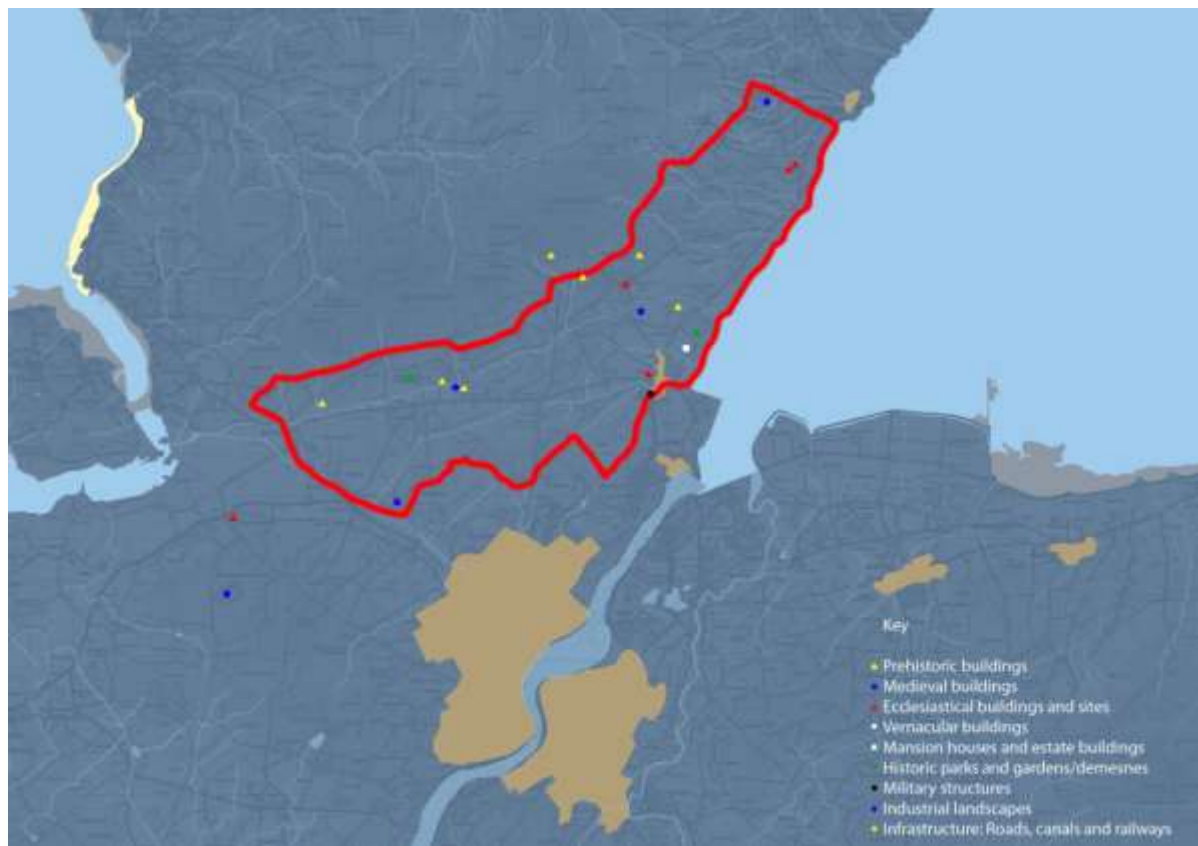 Key
Prehistoric buildings
Medieval buildings
Ecclesiastical buildings and sites
Vernacular buildings
Mansion houses and estate buildings
Historic parks and gardens/demesnes
Military structures
Industrial landscapes
Infrastructure: Roads, canals and railways